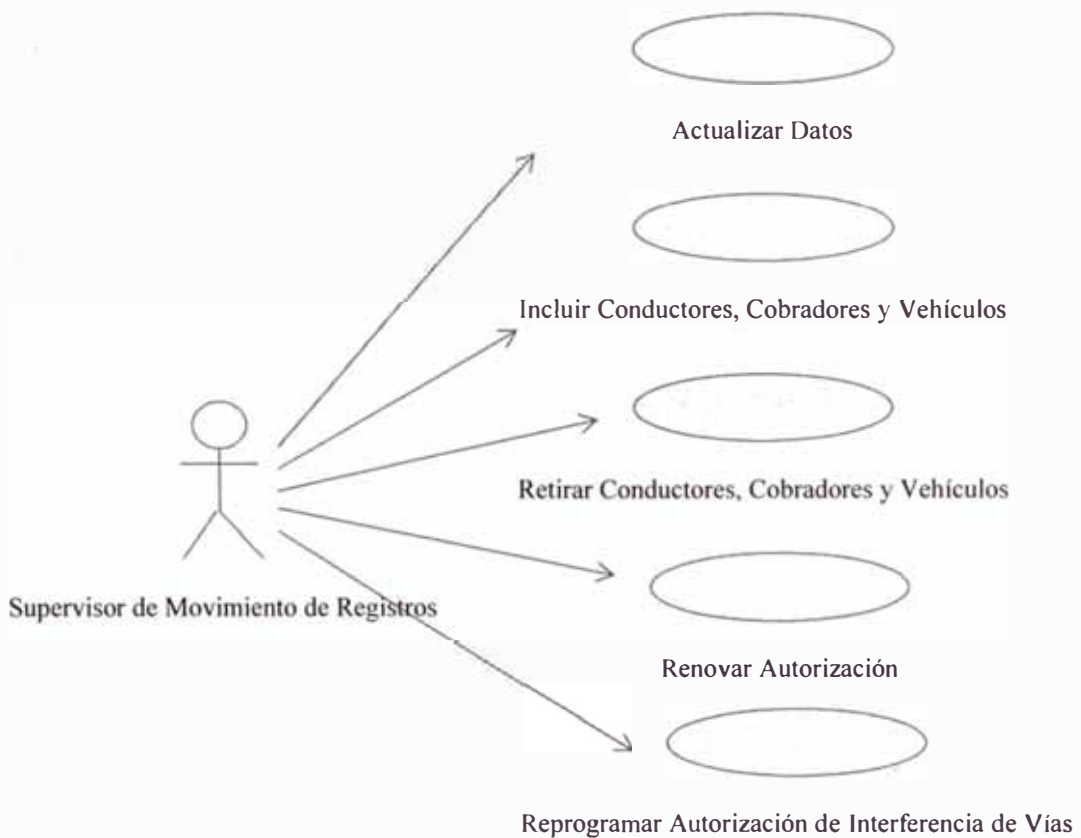 Actualizar Datos
Incluir Conductores, Cobradores y Vehículos
Retirar Conductores, Cobradores y Vehículos
Supervisor de Movimiento de Registros
Renovar Autorización
Reprogramar Autorización de Interferencia de Vías